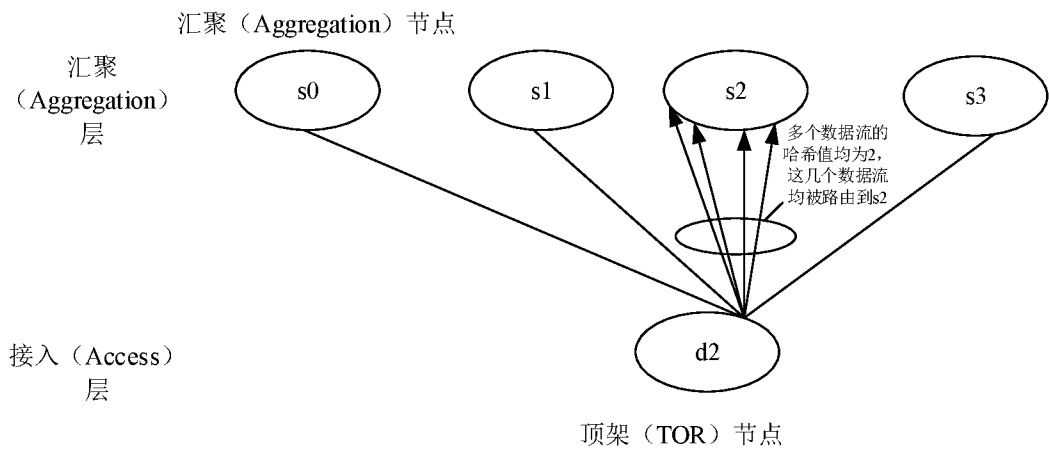 汇聚（Aggregation）节点
汇聚
（Aggregation）
层
s0
s1
s2
s3
多个数据流的
哈希值均为2，
这几个数据流
均被路由到s2
接入（Access）
层
d2
顶架（TOR）节点